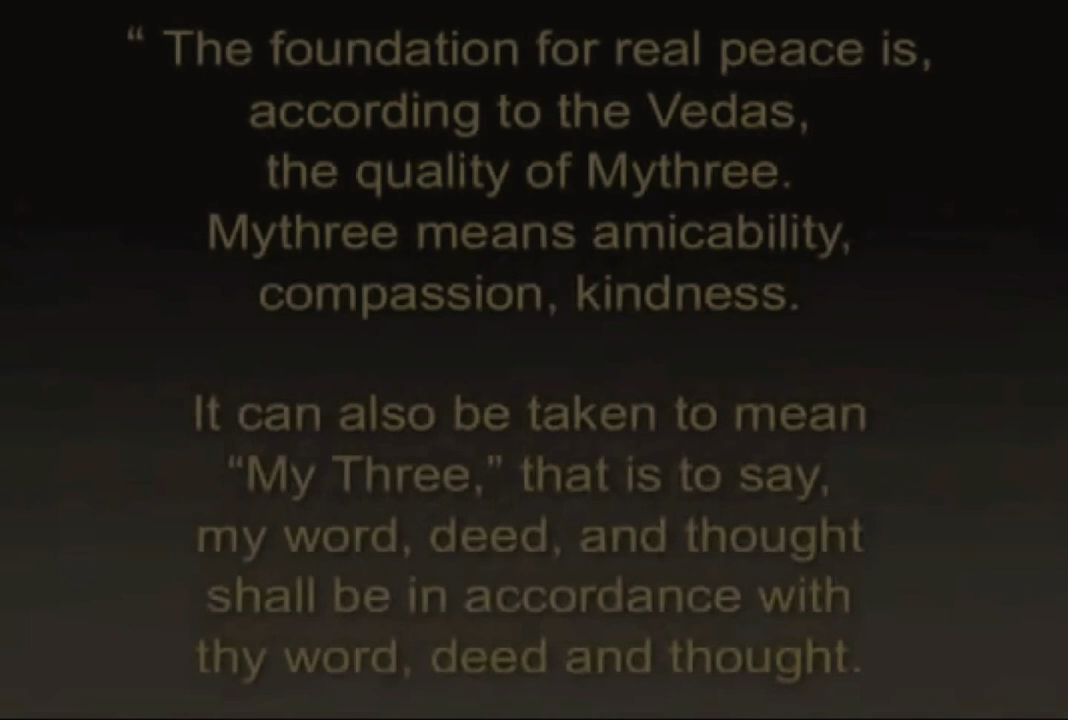 “ The foundation for real peace is,
according to the Vedas,
the quality of Mythree.
Mythree means amicability,
compassion, kindness.
It can also be taken to mean
“My Three,” that is to say,
my word, deed, and thought
shall be in accordance with
thy word, deed and thought.